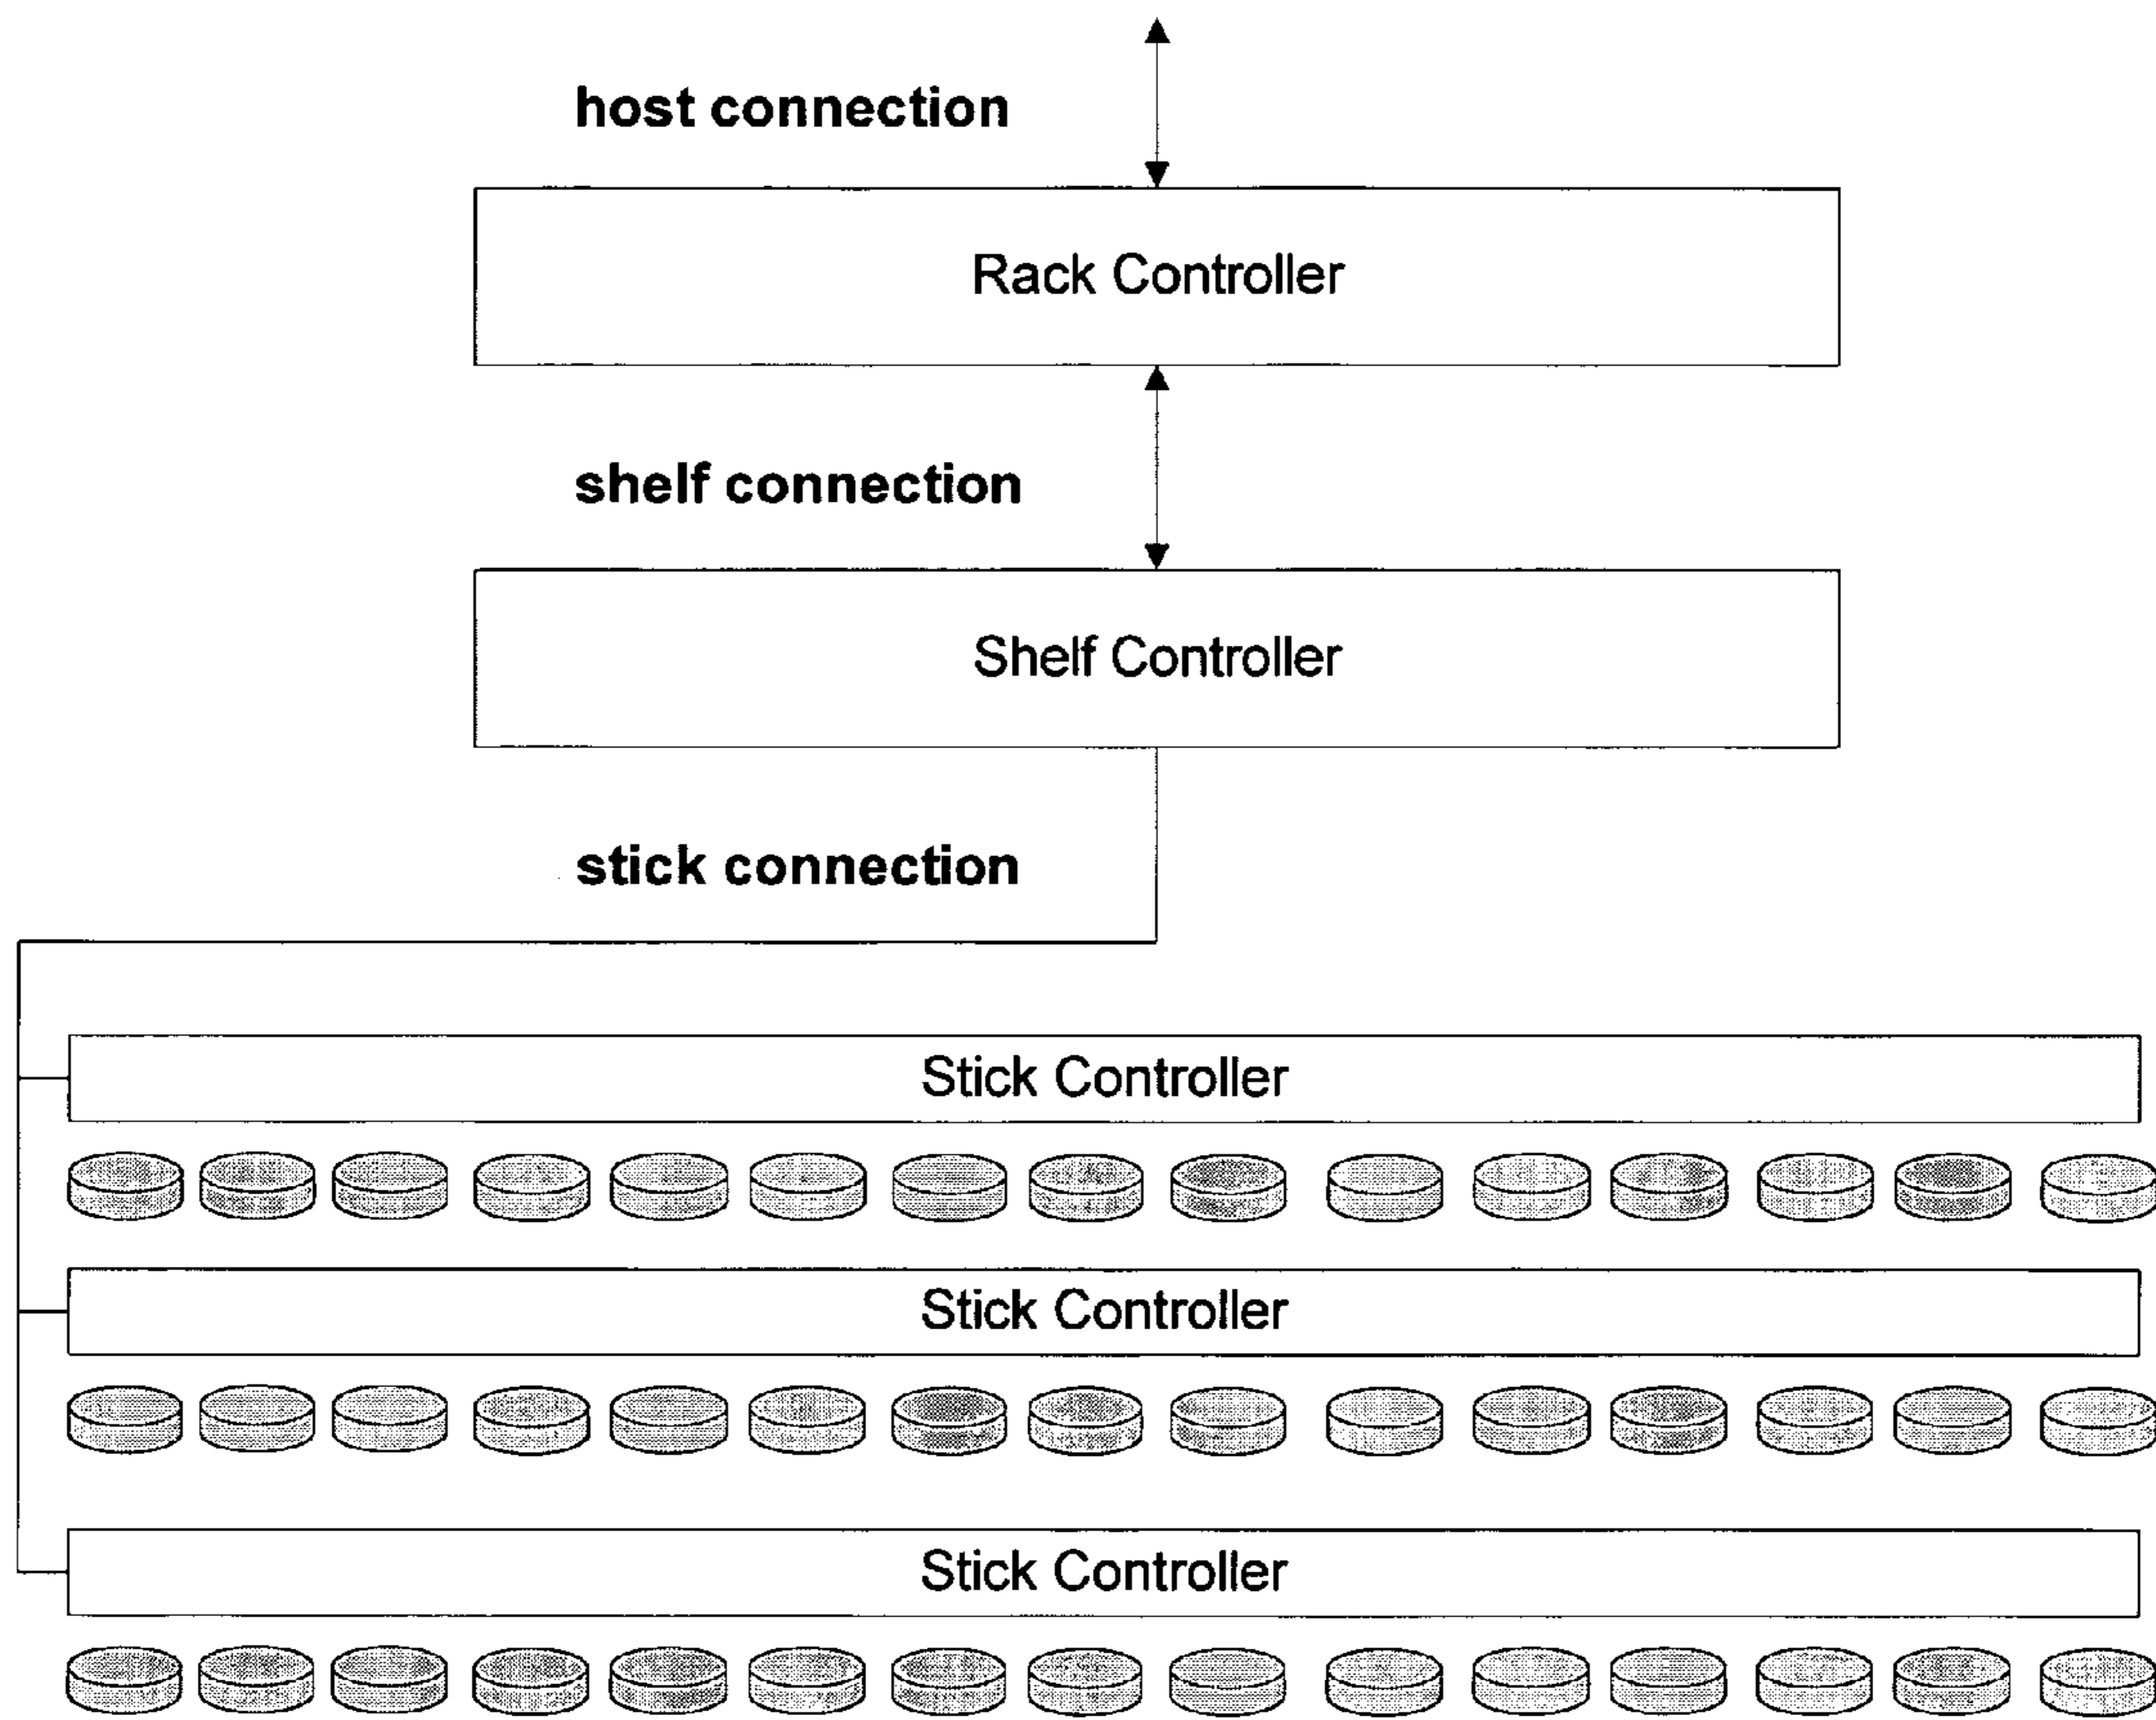 host connection
Rack Controller
shelf connection
Shelf Controller
stick connection
Stick Controller
Stick Controller
Stick Controller